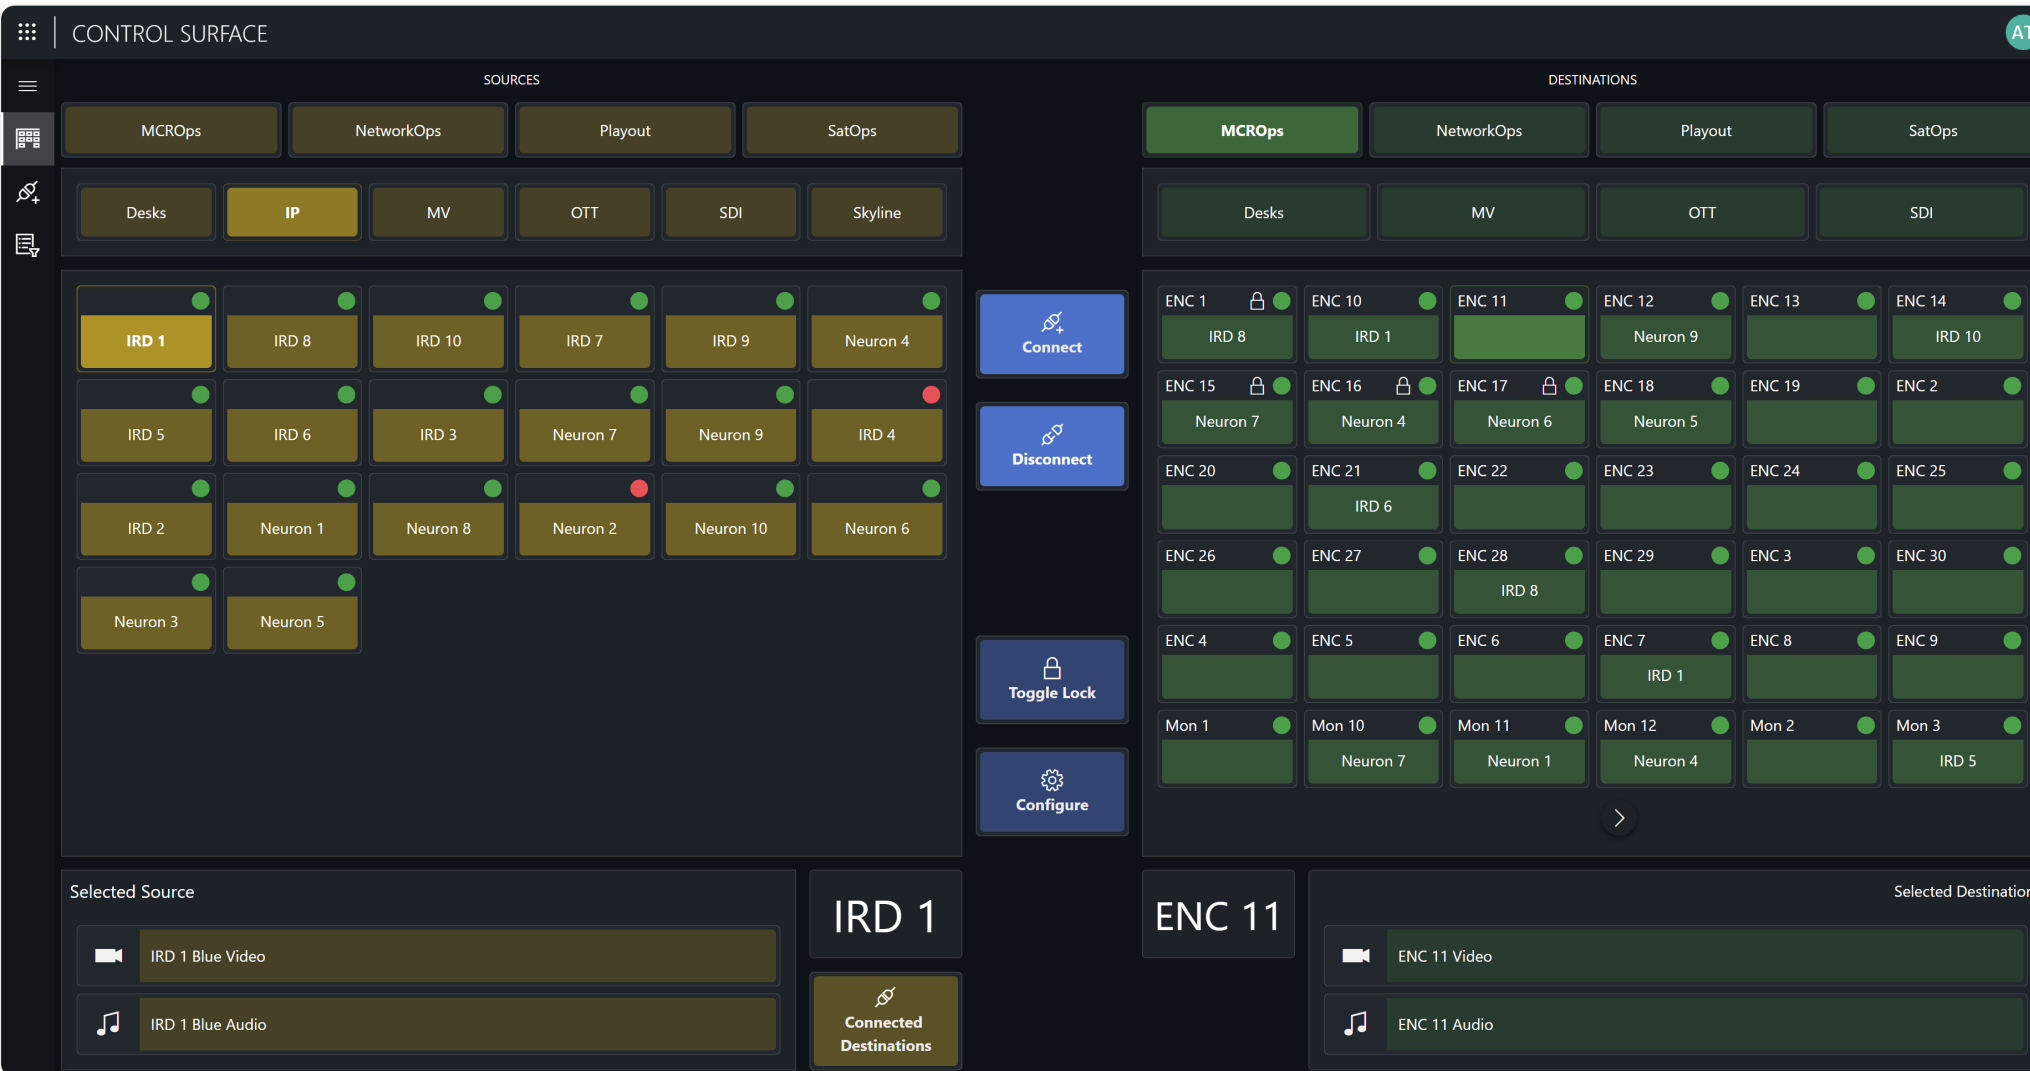 CONTROL SURFACE
AT
SOURCES
DESTINATIONS
MCROps
NetworkOps
Playout
SatOps
MCROps
NetworkOps
Playout
SatOps
Desks
IP
MV
OTT
SDI
Skyline
Desks
MV
OTT
SDI
IRD 1
IRD 8
IRD 10
IRD 7
IRD 9
Neuron 4
IRD 5
IRD 6
IRD 3
Neuron 7
Neuron 9
IRD 4
IRD 2
Neuron 1
Neuron 8
Neuron 2
Neuron 10
Neuron 6
Neuron 3
Neuron 5
Connect
Disconnect
Toggle Lock
Configure
ENC 1
IRD 8
ENC 10
IRD 1
ENC 11
ENC 12
Neuron 9
ENC 13
ENC 14
IRD 10
ENC 15
Neuron 7
ENC 16
Neuron 4
ENC 17
Neuron 6
ENC 18
Neuron 5
ENC 19
ENC 2
ENC 20
ENC 21
IRD 6
ENC 22
ENC 23
ENC 24
ENC 25
ENC 26
ENC 27
ENC 28
IRD 8
ENC 29
ENC 3
ENC 30
ENC 4
ENC 5
ENC 6
ENC 7
IRD 1
ENC 8
ENC 9
Mon 1
Mon 10
Neuron 7
Mon 11
Neuron 1
Mon 12
Neuron 4
Mon 2
Mon 3
IRD 5
Selected Source
IRD 1 Blue Video
IRD 1 Blue Audio
IRD 1
Connected
Destinations
ENC 11
Selected Destination
ENC 11 Video
ENC 11 Audio